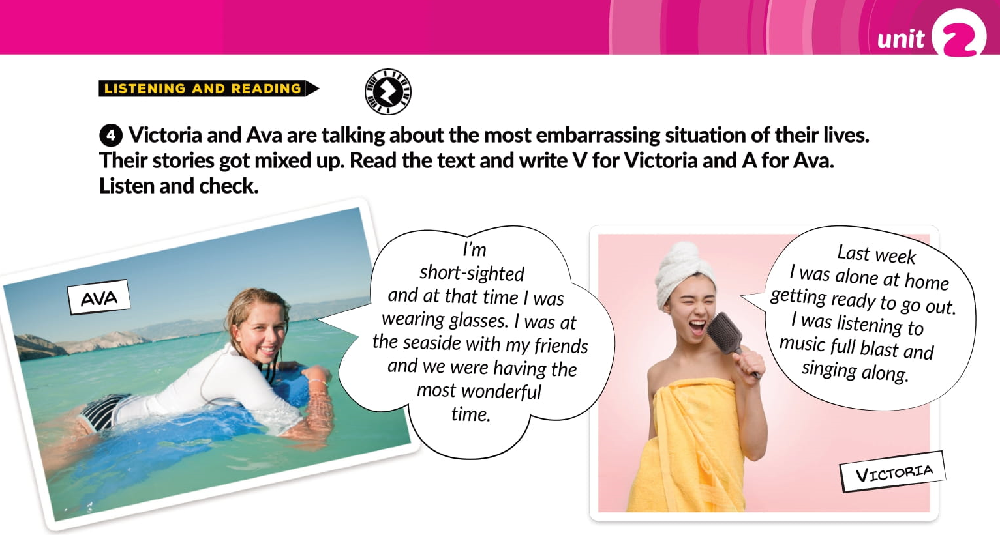 unit 2
LISTENING AND READING
4 Victoria and Ava are talking about the most embarrassing situation of their lives.
Their stories got mixed up. Read the text and write V for Victoria and A for Ava.
Listen and check.
AVA
I'm
short-sighted
and at that time I was
wearing glasses. I was at
the seaside with my friends
and we were having the
most wonderful
time.
Last week
I was alone at home
getting ready to go out.
I was listening to
music full blast and
singing along.
VICTORIA